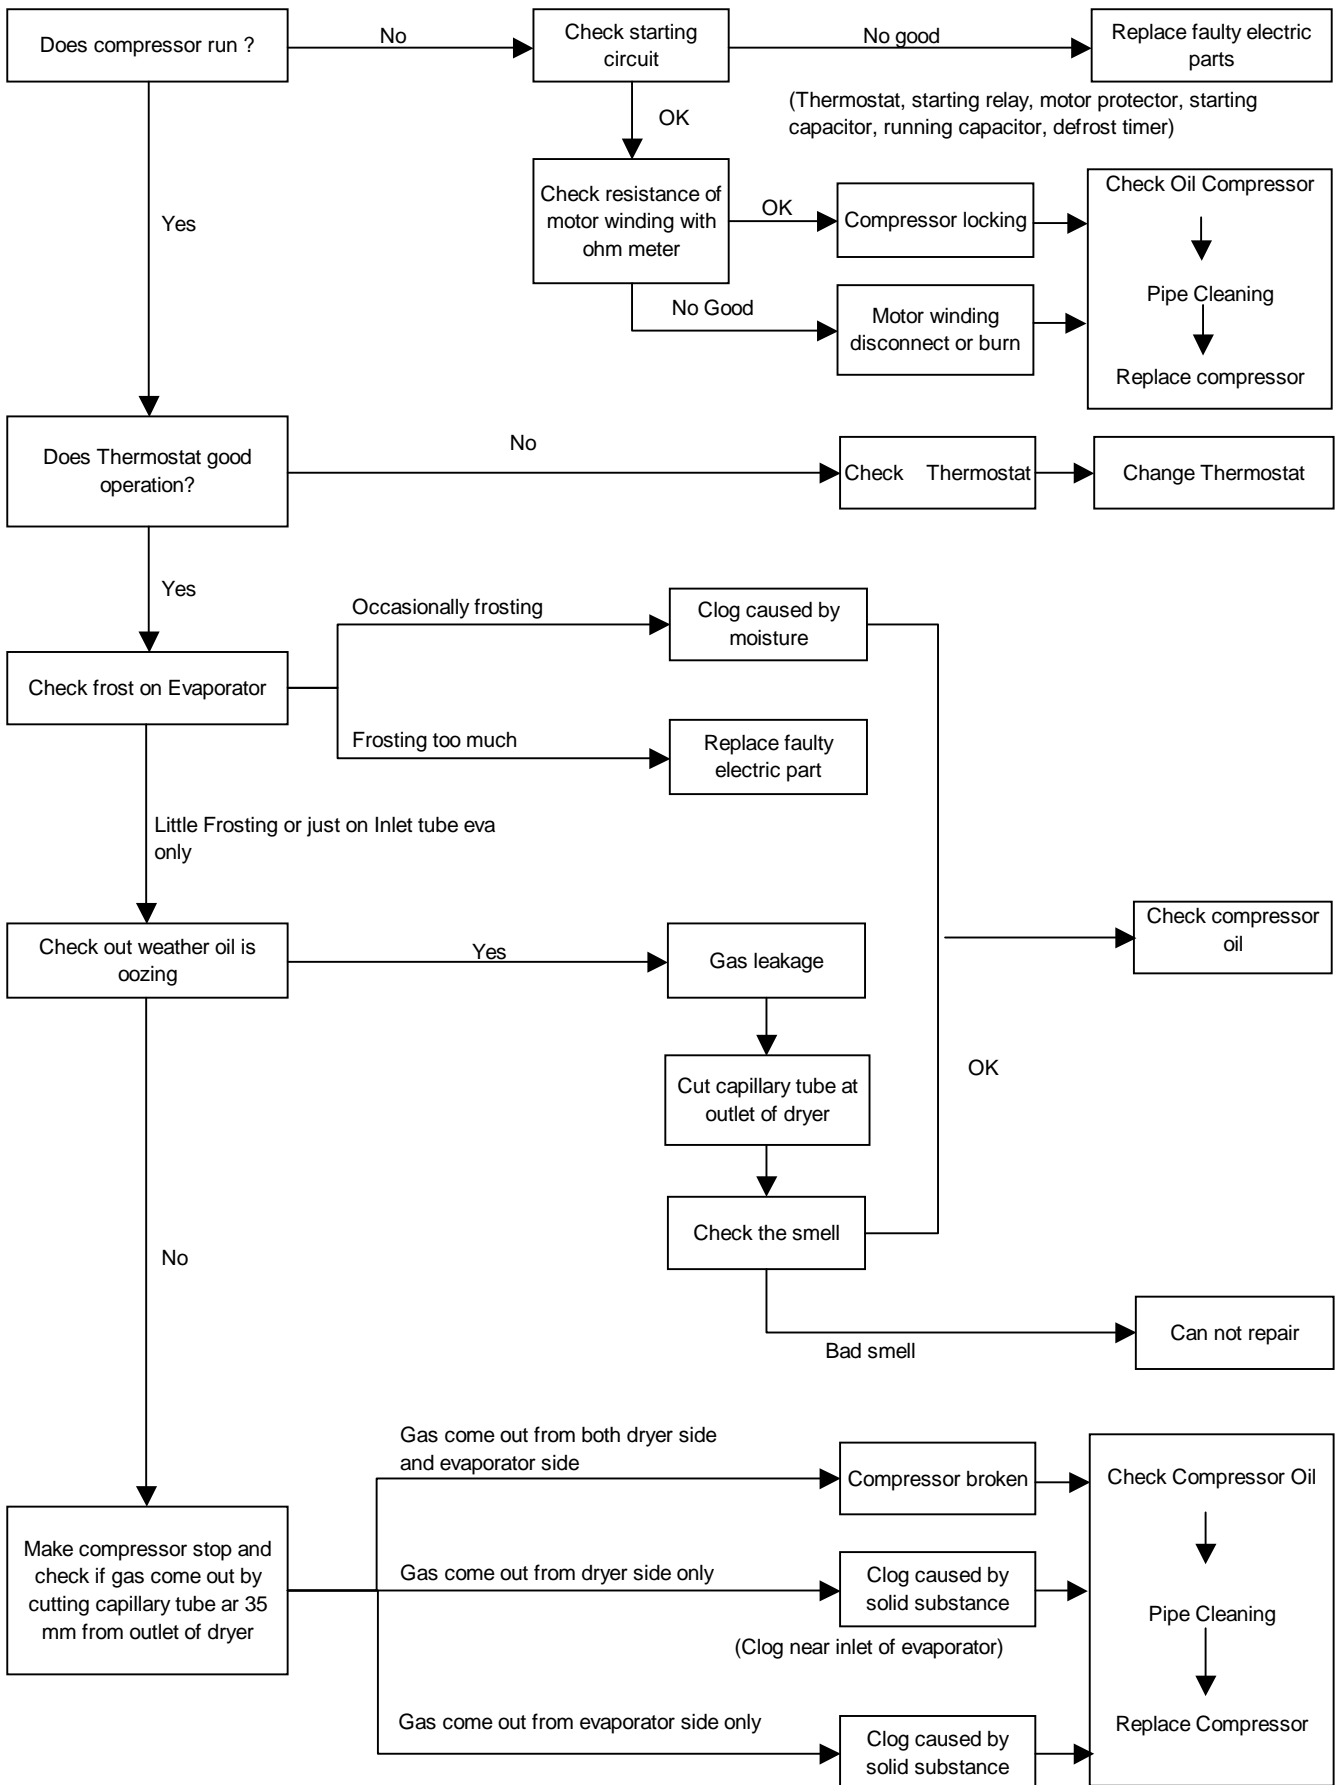 Does compressor run ?
No
Check starting
circuit
No good
Replace faulty electric
parts
(Thermostat, starting relay, motor protector, starting
capacitor, running capacitor, defrost timer)
OK
Yes
Check resistance of
motor winding with
ohm meter
OK
Compressor locking
Check Oil Compressor
Pipe Cleaning
Replace compressor
No Good
Motor winding
disconnect or burn
Does Thermostat good
operation?
No
Check Thermostat
Change Thermostat
Yes
Check frost on Evaporator
Occasionally frosting
Clog caused by
moisture
Frosting too much
Replace faulty
electric part
Little Frosting or just on Inlet tube eva
only
Check out weather oil is
oozing
Yes
Gas leakage
Check compressor
oil
Cut capillary tube at
outlet of dryer
OK
Check the smell
No
Bad smell
Can not repair
Make compressor stop and
check if gas come out by
cutting capillary tube ar 35
mm from outlet of dryer
Gas come out from both dryer side
and evaporator side
Compressor broken
Gas come out from dryer side only
Clog caused by
solid substance
(Clog near inlet of evaporator)
Gas come out from evaporator side only
Clog caused by
solid substance
Check Compressor Oil
Pipe Cleaning
Replace Compressor